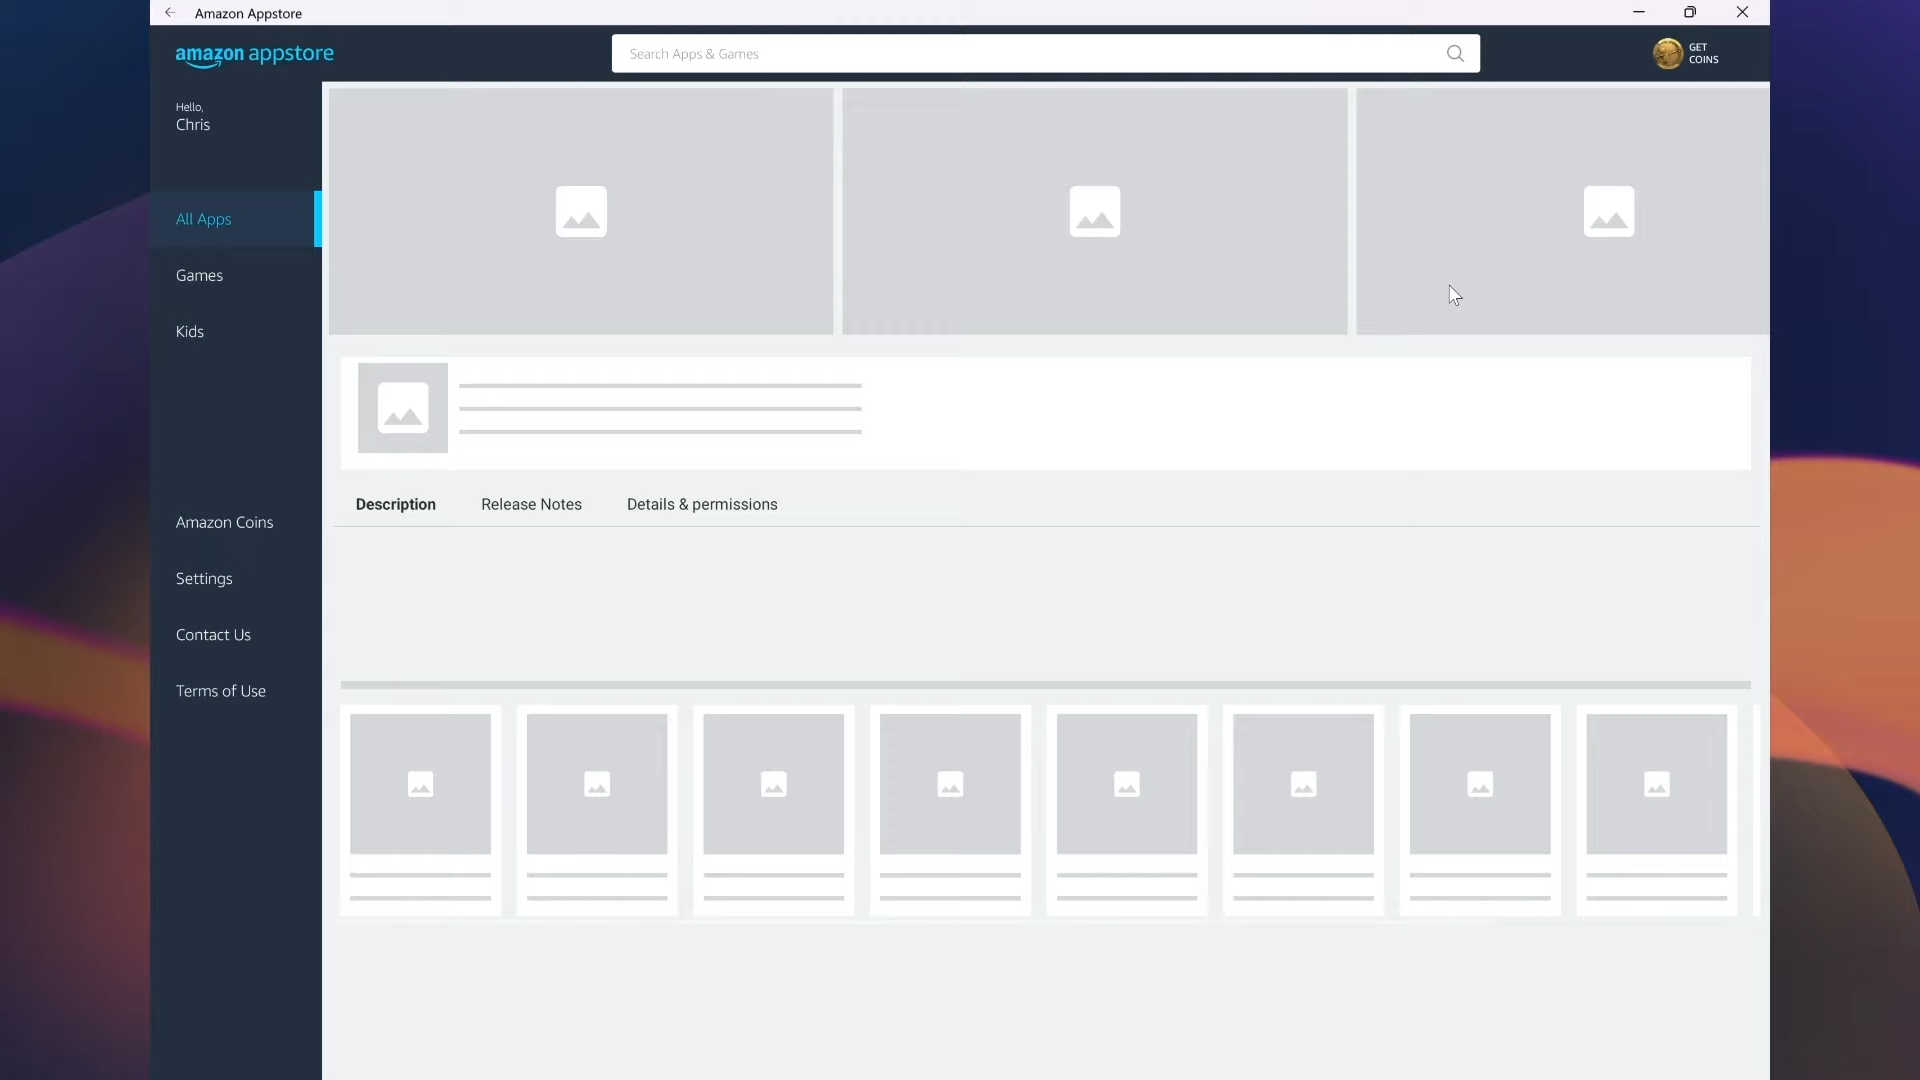 Amazon Appstore
amazon appstore
Search Apps & Games
GET
COINS
Hello,
Chris
All Apps
Games
Kids
Amazon Coins
Settings
Contact Us
Terms of Use
Description Release Notes Details & permissions